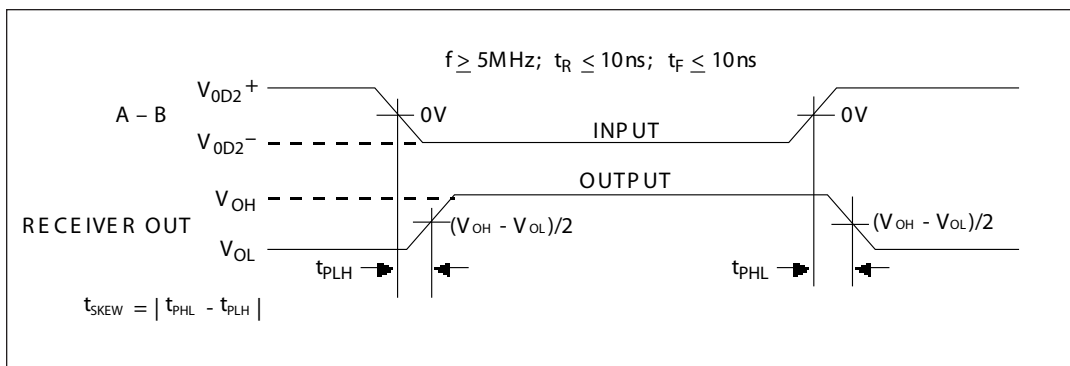 f ≥ 5MHz; tR ≤ 10ns; tF ≤ 10ns
V0D2+
A – B
0V
0V
INPUT
V0D2–
OUTPUT
VOH
RECEIVER OUT
(VOH - VOL)/2
(VOH - VOL)/2
VOL
tPLH
tPHL
tSKEW = | tPHL - tPLH |